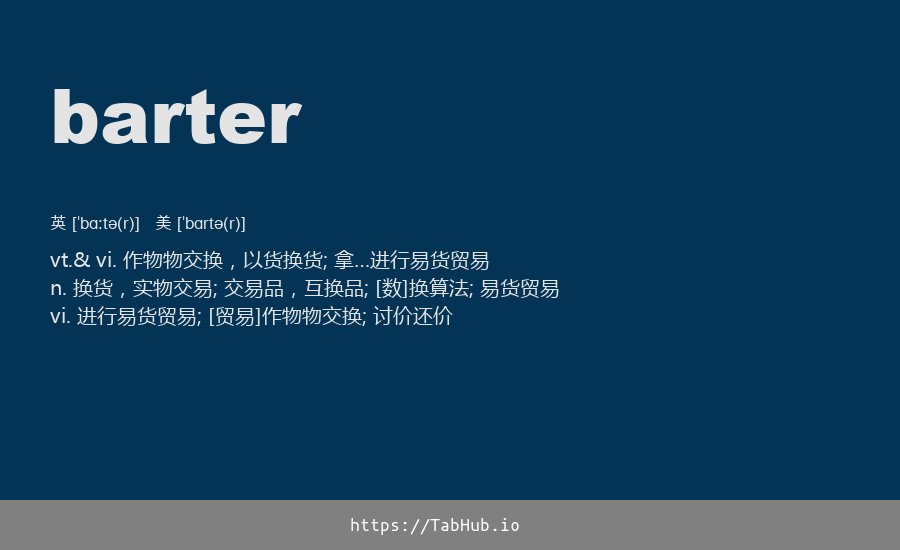 barter
英 ['bɑ:tə(r)] 美 ['bɑrtə(r)]
vt.& vi. 作物物交换，以货换货; 拿...进行易货贸易
n. 换货，实物交易; 交易品，互换品; [数]换算法; 易货贸易
vi. 进行易货贸易; [贸易]作物物交换; 讨价还价
https://TabHub.io